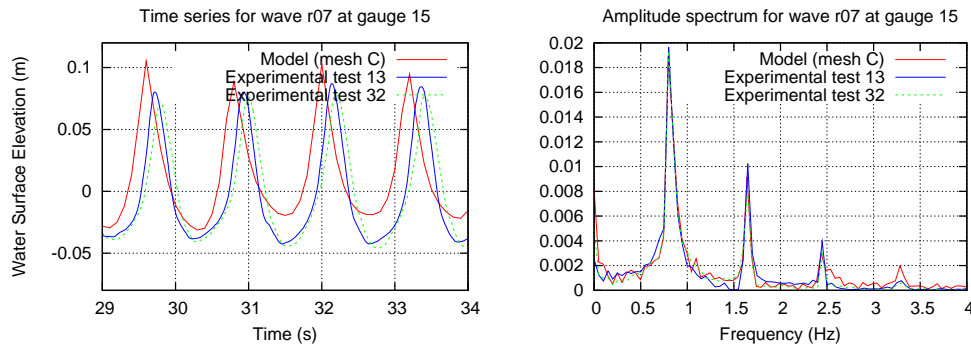 Time series for wave r07 at gauge 15
Water Surface Elevation (m)
0.1
0.05
0
-0.05
Model (mesh C)
Experimental test 13
Experimental test 32
29 30 31 32 33 34
Time (s)
Amplitude spectrum for wave r07 at gauge 15
0.02
0.018
0.016
0.014
0.012
0.01
0.008
0.006
0.004
0.002
0
Model (mesh C)
Experimental test 13
Experimental test 32
0 0.5 1 1.5 2 2.5 3 3.5 4
Frequency (Hz)